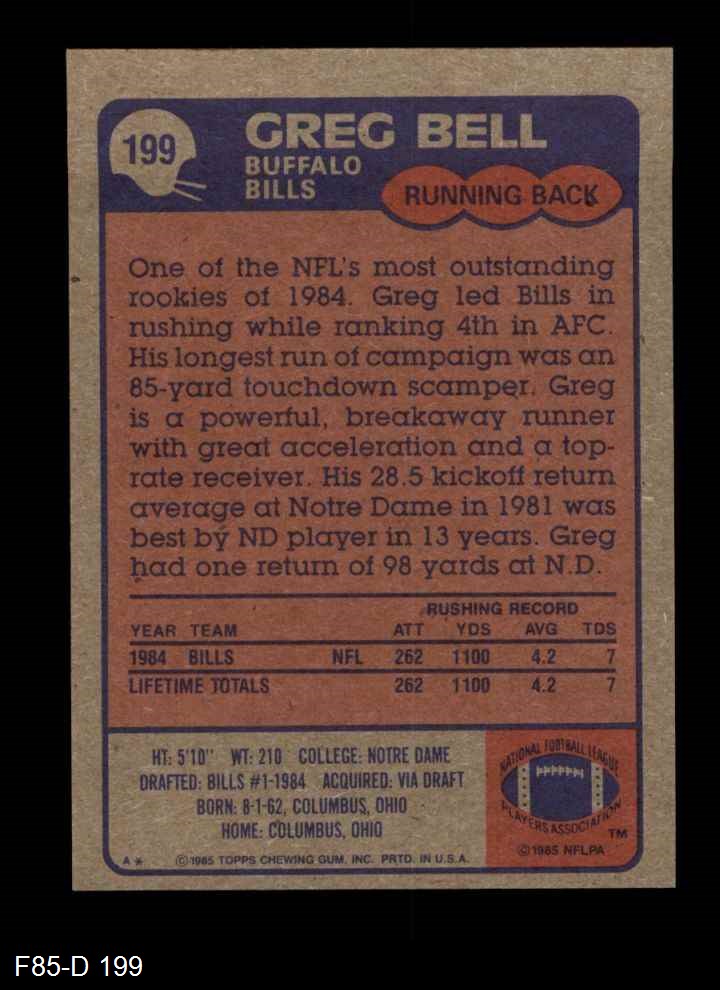 199
GREG BELL
BUFFALO
BILLS
RUNNING BACK
One of the NFL's most outstanding
rookies of 1984. Greg led Bills in
rushing while ranking 4th in AFC.
His longest run of campaign was an
85-yard touchdown scamper. Greg
is a powerful, breakaway runner
with great acceleration and a top-
rate receiver. His 28.5 kickoff return
average at Notre Dame in 1981 was
best by ND player in 13 years. Greg
had one return of 98 yards at N.D.
RUSHING RECORD
YEAR TEAM ATT YDS AVG TDS
1984 BILLS NFL 262 1100 4.2 7
LIFETIME TOTALS 262 1100 4.2 7
HT: 5'10" WT: 210 COLLEGE: NOTRE DAME
DRAFTED: BILLS #1-1984 ACQUIRED: VIA DRAFT
BORN: 8-1-62, COLUMBUS, OHIO
HOME: COLUMBUS, OHIO
A* ©1985 TOPPS CHEWING GUM, INC. PRTD. IN U.S.A.
NATIONAL FOOTBALL LEAGUE
PLAYERS ASSOCIATION
TM
©1985 NFLPA
F85-D 199